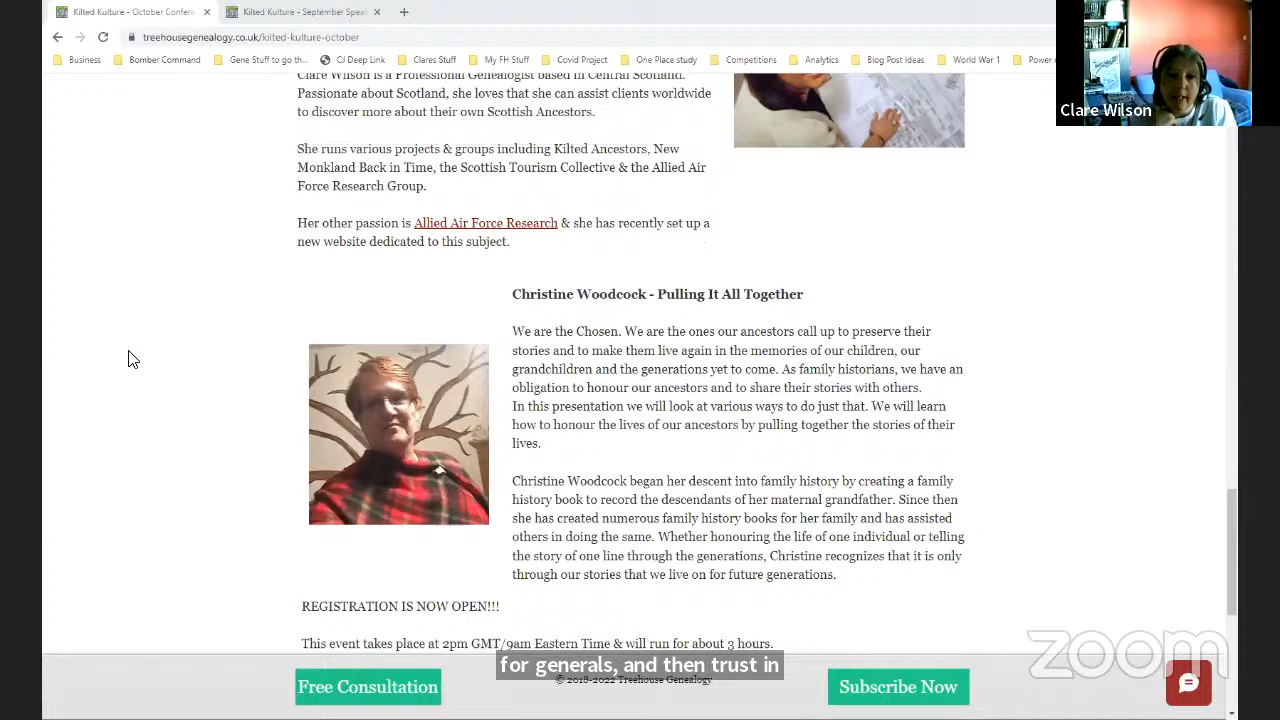 Kilted Kulture - October Confere
Kilted Kulture - September Speak
treehousegenealogy.co.uk/kilted-kulture-october
Business
Bomber Command
Gene Stuff to go th...
CJ Deep Link
Clares Stuff
My FH Stuff
Covid Project
One Place study
Competitions
Analytics
Blog Post Ideas
World War 1
Power
Clare Wilson
Clare Wilson is a Professional Genealogist based in Central Scotland.
Passionate about Scotland, she loves that she can assist clients worldwide
to discover more about their own Scottish Ancestors.
She runs various projects & groups including Kilted Ancestors, New
Monkland Back in Time, the Scottish Tourism Collective & the Allied Air
Force Research Group.
Her other passion is Allied Air Force Research & she has recently set up a
new website dedicated to this subject.
Christine Woodcock - Pulling It All Together
We are the Chosen. We are the ones our ancestors call up to preserve their
stories and to make them live again in the memories of our children, our
grandchildren and the generations yet to come. As family historians, we have an
obligation to honour our ancestors and to share their stories with others.
In this presentation we will look at various ways to do just that. We will learn
how to honour the lives of our ancestors by pulling together the stories of their
lives.
Christine Woodcock began her descent into family history by creating a family
history book to record the descendants of her maternal grandfather. Since then
she has created numerous family history books for her family and has assisted
others in doing the same. Whether honouring the life of one individual or telling
the story of one line through the generations, Christine recognizes that it is only
through our stories that we live on for future generations.
REGISTRATION IS NOW OPEN!!!
This event takes place at 2pm GMT/9am Eastern Time & will run for about 3 hours.
for generals, and then trust in
© 2018-2022 Treehouse Genealogy
Free Consultation
Subscribe Now
zoom